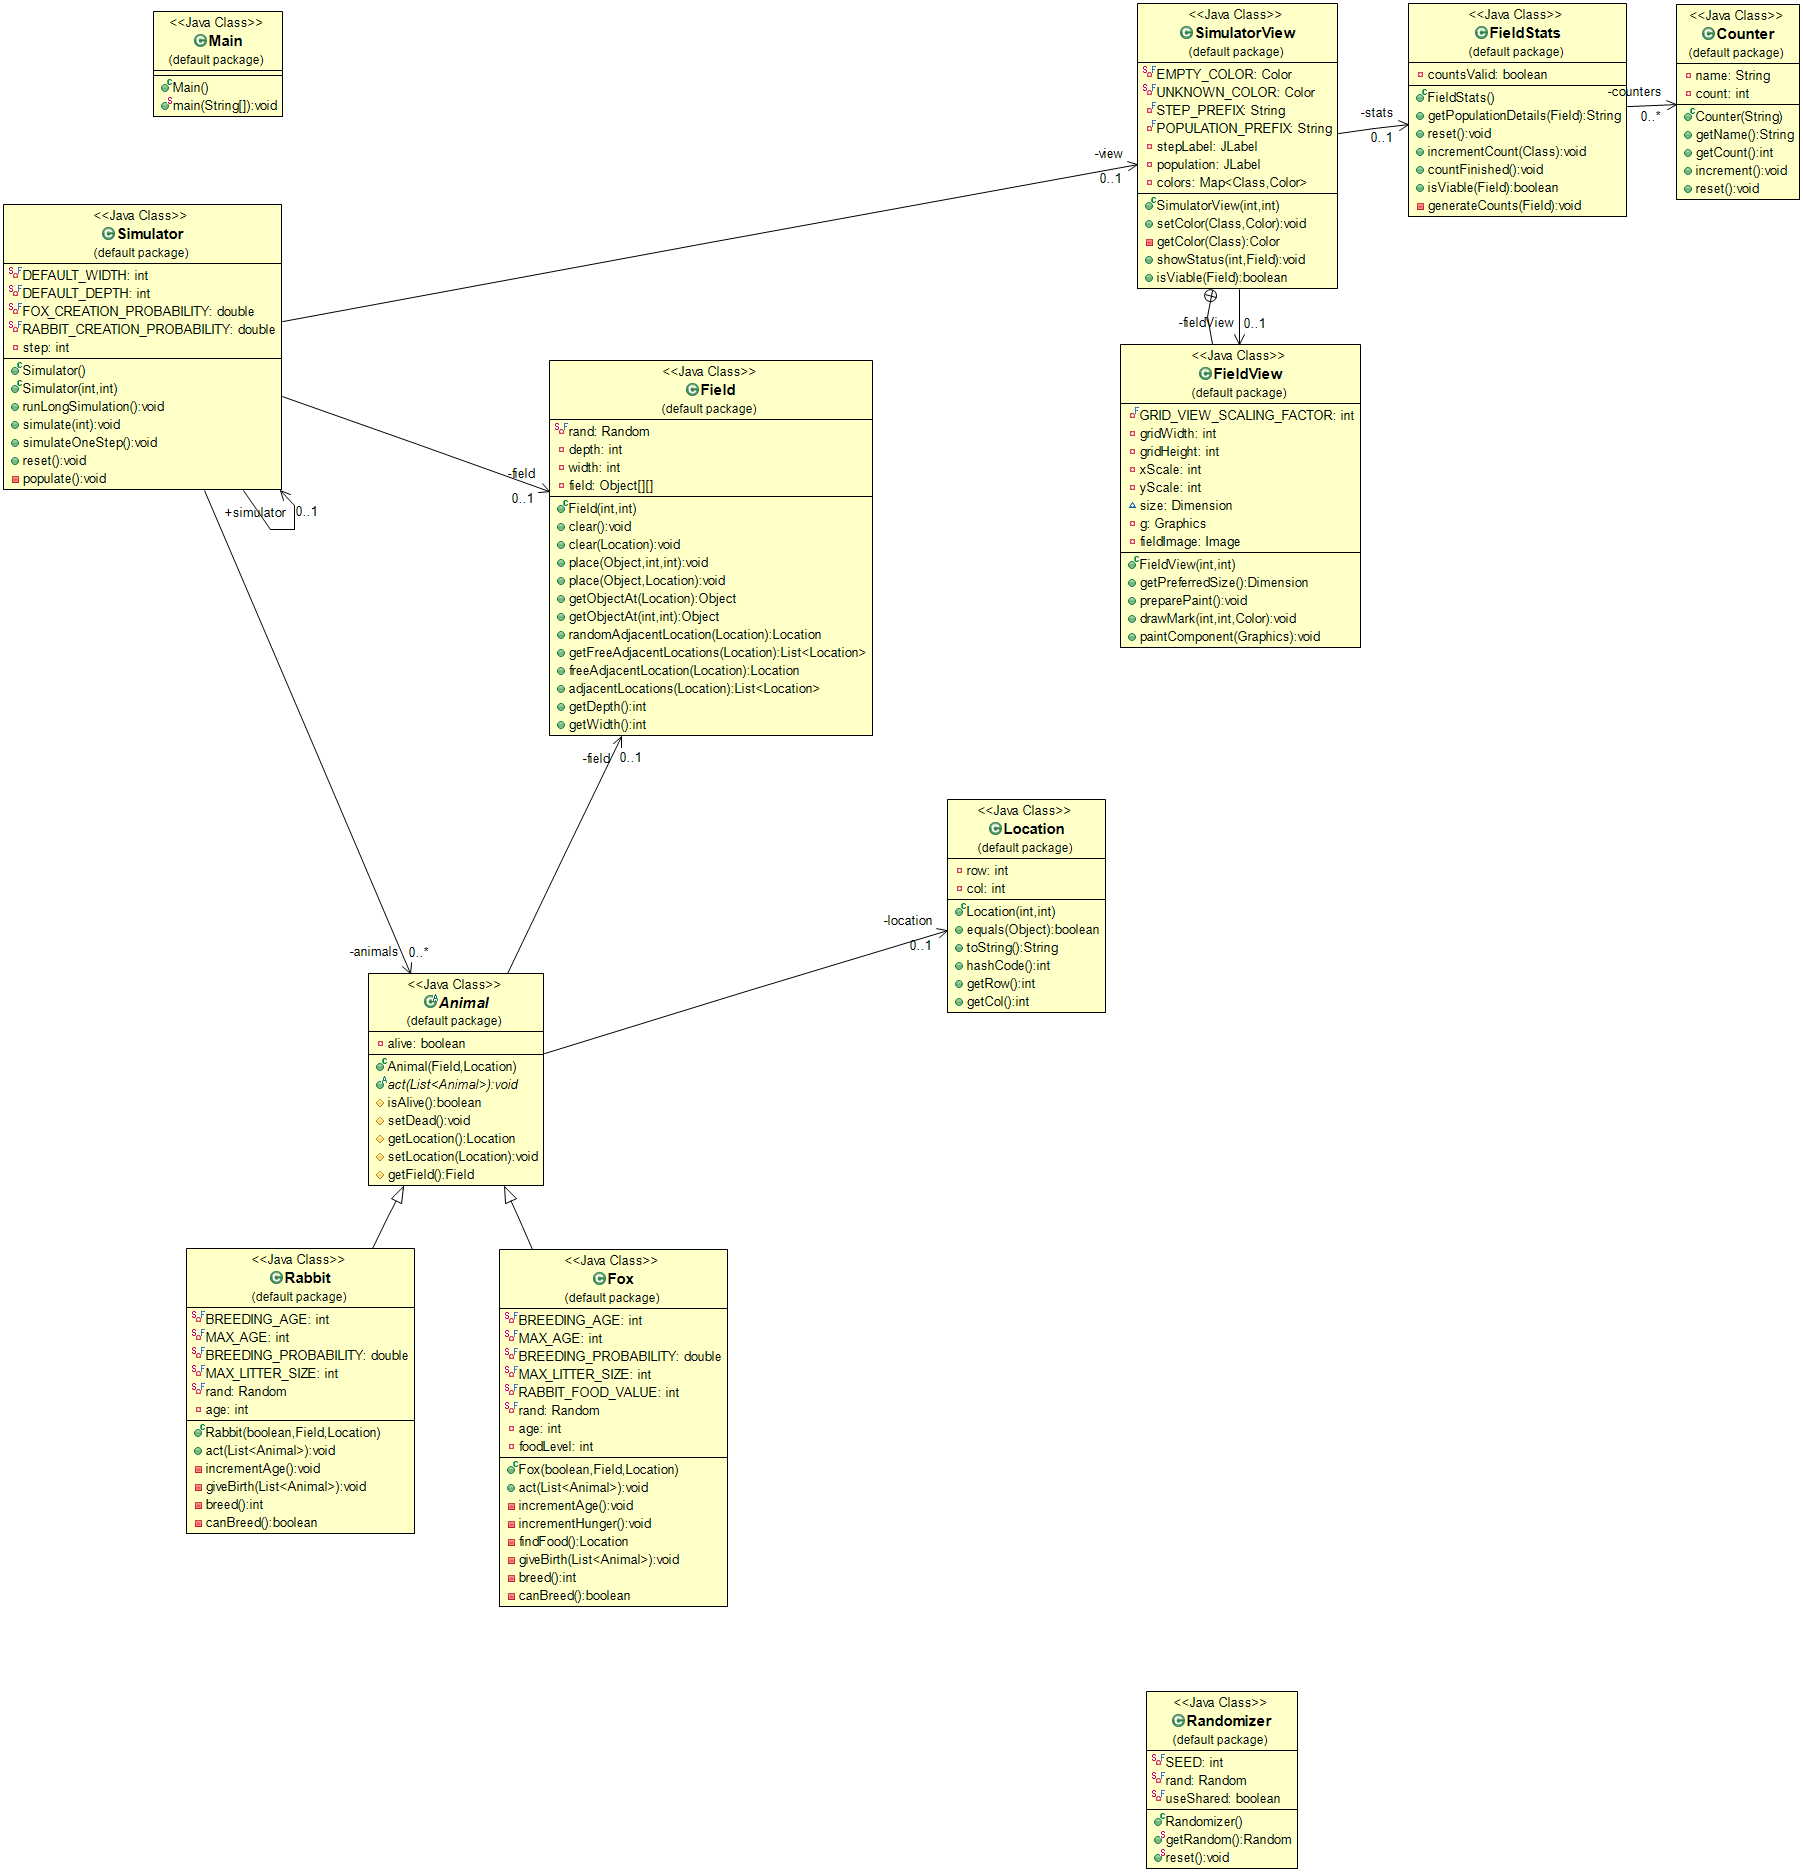 <<Java Class>>
Main
(default package)
Main()
main(String[]):void
<<Java Class>>
SimulatorView
(default package)
EMPTY_COLOR: Color
UNKNOWN_COLOR: Color
STEP_PREFIX: String
POPULATION_PREFIX: String
stepLabel: JLabel
population: JLabel
colors: Map<Class,Color>
SimulatorView(int,int)
setColor(Class,Color):void
getColor(Class):Color
showStatus(int,Field):void
isViable(Field):boolean
-stats
0..1
<<Java Class>>
FieldStats
(default package)
countsValid: boolean
FieldStats()
getPopulationDetails(Field):String
reset():void
incrementCount(Class):void
countFinished():void
isViable(Field):boolean
generateCounts(Field):void
-counters
0..*
<<Java Class>>
Counter
(default package)
name: String
count: int
Counter(String)
getName():String
getCount():int
increment():void
reset():void
-view
0..1
<<Java Class>>
Simulator
(default package)
DEFAULT_WIDTH: int
DEFAULT_DEPTH: int
FOX_CREATION_PROBABILITY: double
RABBIT_CREATION_PROBABILITY: double
step: int
Simulator()
Simulator(int,int)
runLongSimulation():void
simulate(int):void
simulateOneStep():void
reset():void
populate():void
+simulator
0..1
-fieldView
0..1
<<Java Class>>
FieldView
(default package)
GRID_VIEW_SCALING_FACTOR: int
gridWidth: int
gridHeight: int
xScale: int
yScale: int
size: Dimension
g: Graphics
fieldImage: Image
FieldView(int,int)
getPreferredSize():Dimension
preparePaint():void
drawMark(int,int,Color):void
paintComponent(Graphics):void
-field
0..1
<<Java Class>>
Field
(default package)
rand: Random
depth: int
width: int
field: Object[][]
Field(int,int)
clear():void
clear(Location):void
place(Object,int,int):void
place(Object,Location):void
getObjectAt(Location):Object
getObjectAt(int,int):Object
randomAdjacentLocation(Location):Location
getFreeAdjacentLocations(Location):List<Location>
freeAdjacentLocation(Location):Location
adjacentLocations(Location):List<Location>
getDepth():int
getWidth():int
-field
0..1
<<Java Class>>
Location
(default package)
row: int
col: int
Location(int,int)
equals(Object):boolean
toString():String
hashCode():int
getRow():int
getCol():int
-location
0..1
-animals
0..*
<<Java Class>>
Animal
(default package)
alive: boolean
Animal(Field,Location)
act(List<Animal>):void
isAlive():boolean
setDead():void
getLocation():Location
setLocation(Location):void
getField():Field
<<Java Class>>
Rabbit
(default package)
BREEDING_AGE: int
MAX_AGE: int
BREEDING_PROBABILITY: double
MAX_LITTER_SIZE: int
rand: Random
age: int
Rabbit(boolean,Field,Location)
act(List<Animal>):void
incrementAge():void
giveBirth(List<Animal>):void
breed():int
canBreed():boolean
<<Java Class>>
Fox
(default package)
BREEDING_AGE: int
MAX_AGE: int
BREEDING_PROBABILITY: double
MAX_LITTER_SIZE: int
RABBIT_FOOD_VALUE: int
rand: Random
age: int
foodLevel: int
Fox(boolean,Field,Location)
act(List<Animal>):void
incrementAge():void
incrementHunger():void
findFood():Location
giveBirth(List<Animal>):void
breed():int
canBreed():boolean
<<Java Class>>
Randomizer
(default package)
SEED: int
rand: Random
useShared: boolean
Randomizer()
getRandom():Random
reset():void